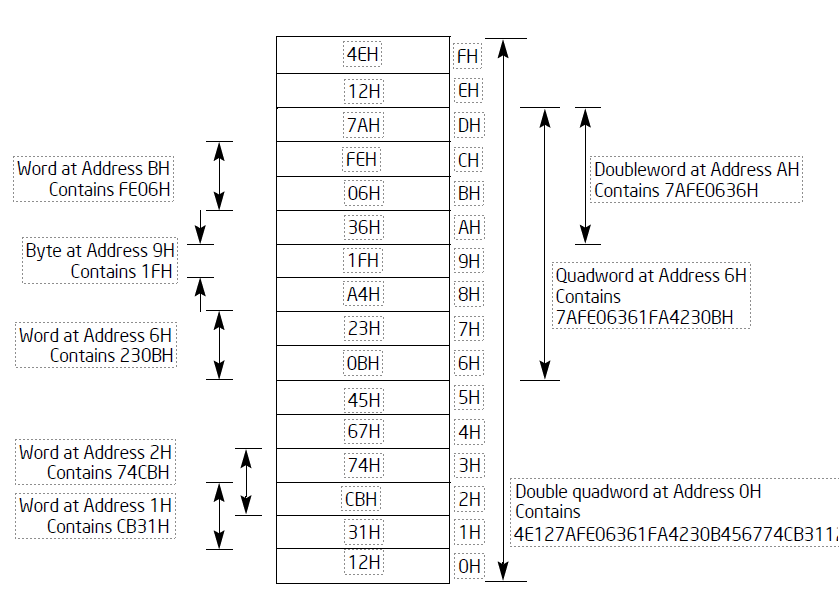 4EH FH
12H EH
7AH DH
FEH CH
Word at Address BH
Contains FE06H
Doubleword at Address AH
Contains 7AFE0636H
06H BH
36H AH
Byte at Address 9H
Contains 1FH
1FH 9H
Quadword at Address 6H
Contains
7AFE06361FA4230BH
A4H 8H
Word at Address 6H
Contains 230BH
23H 7H
0BH 6H
45H 5H
67H 4H
Word at Address 2H
Contains 74CBH
74H 3H
Word at Address 1H
Contains CB31H
CBH 2H
Double quadword at Address 0H
Contains
4E127AFE06361FA4230B456774CB311
31H 1H
12H 0H